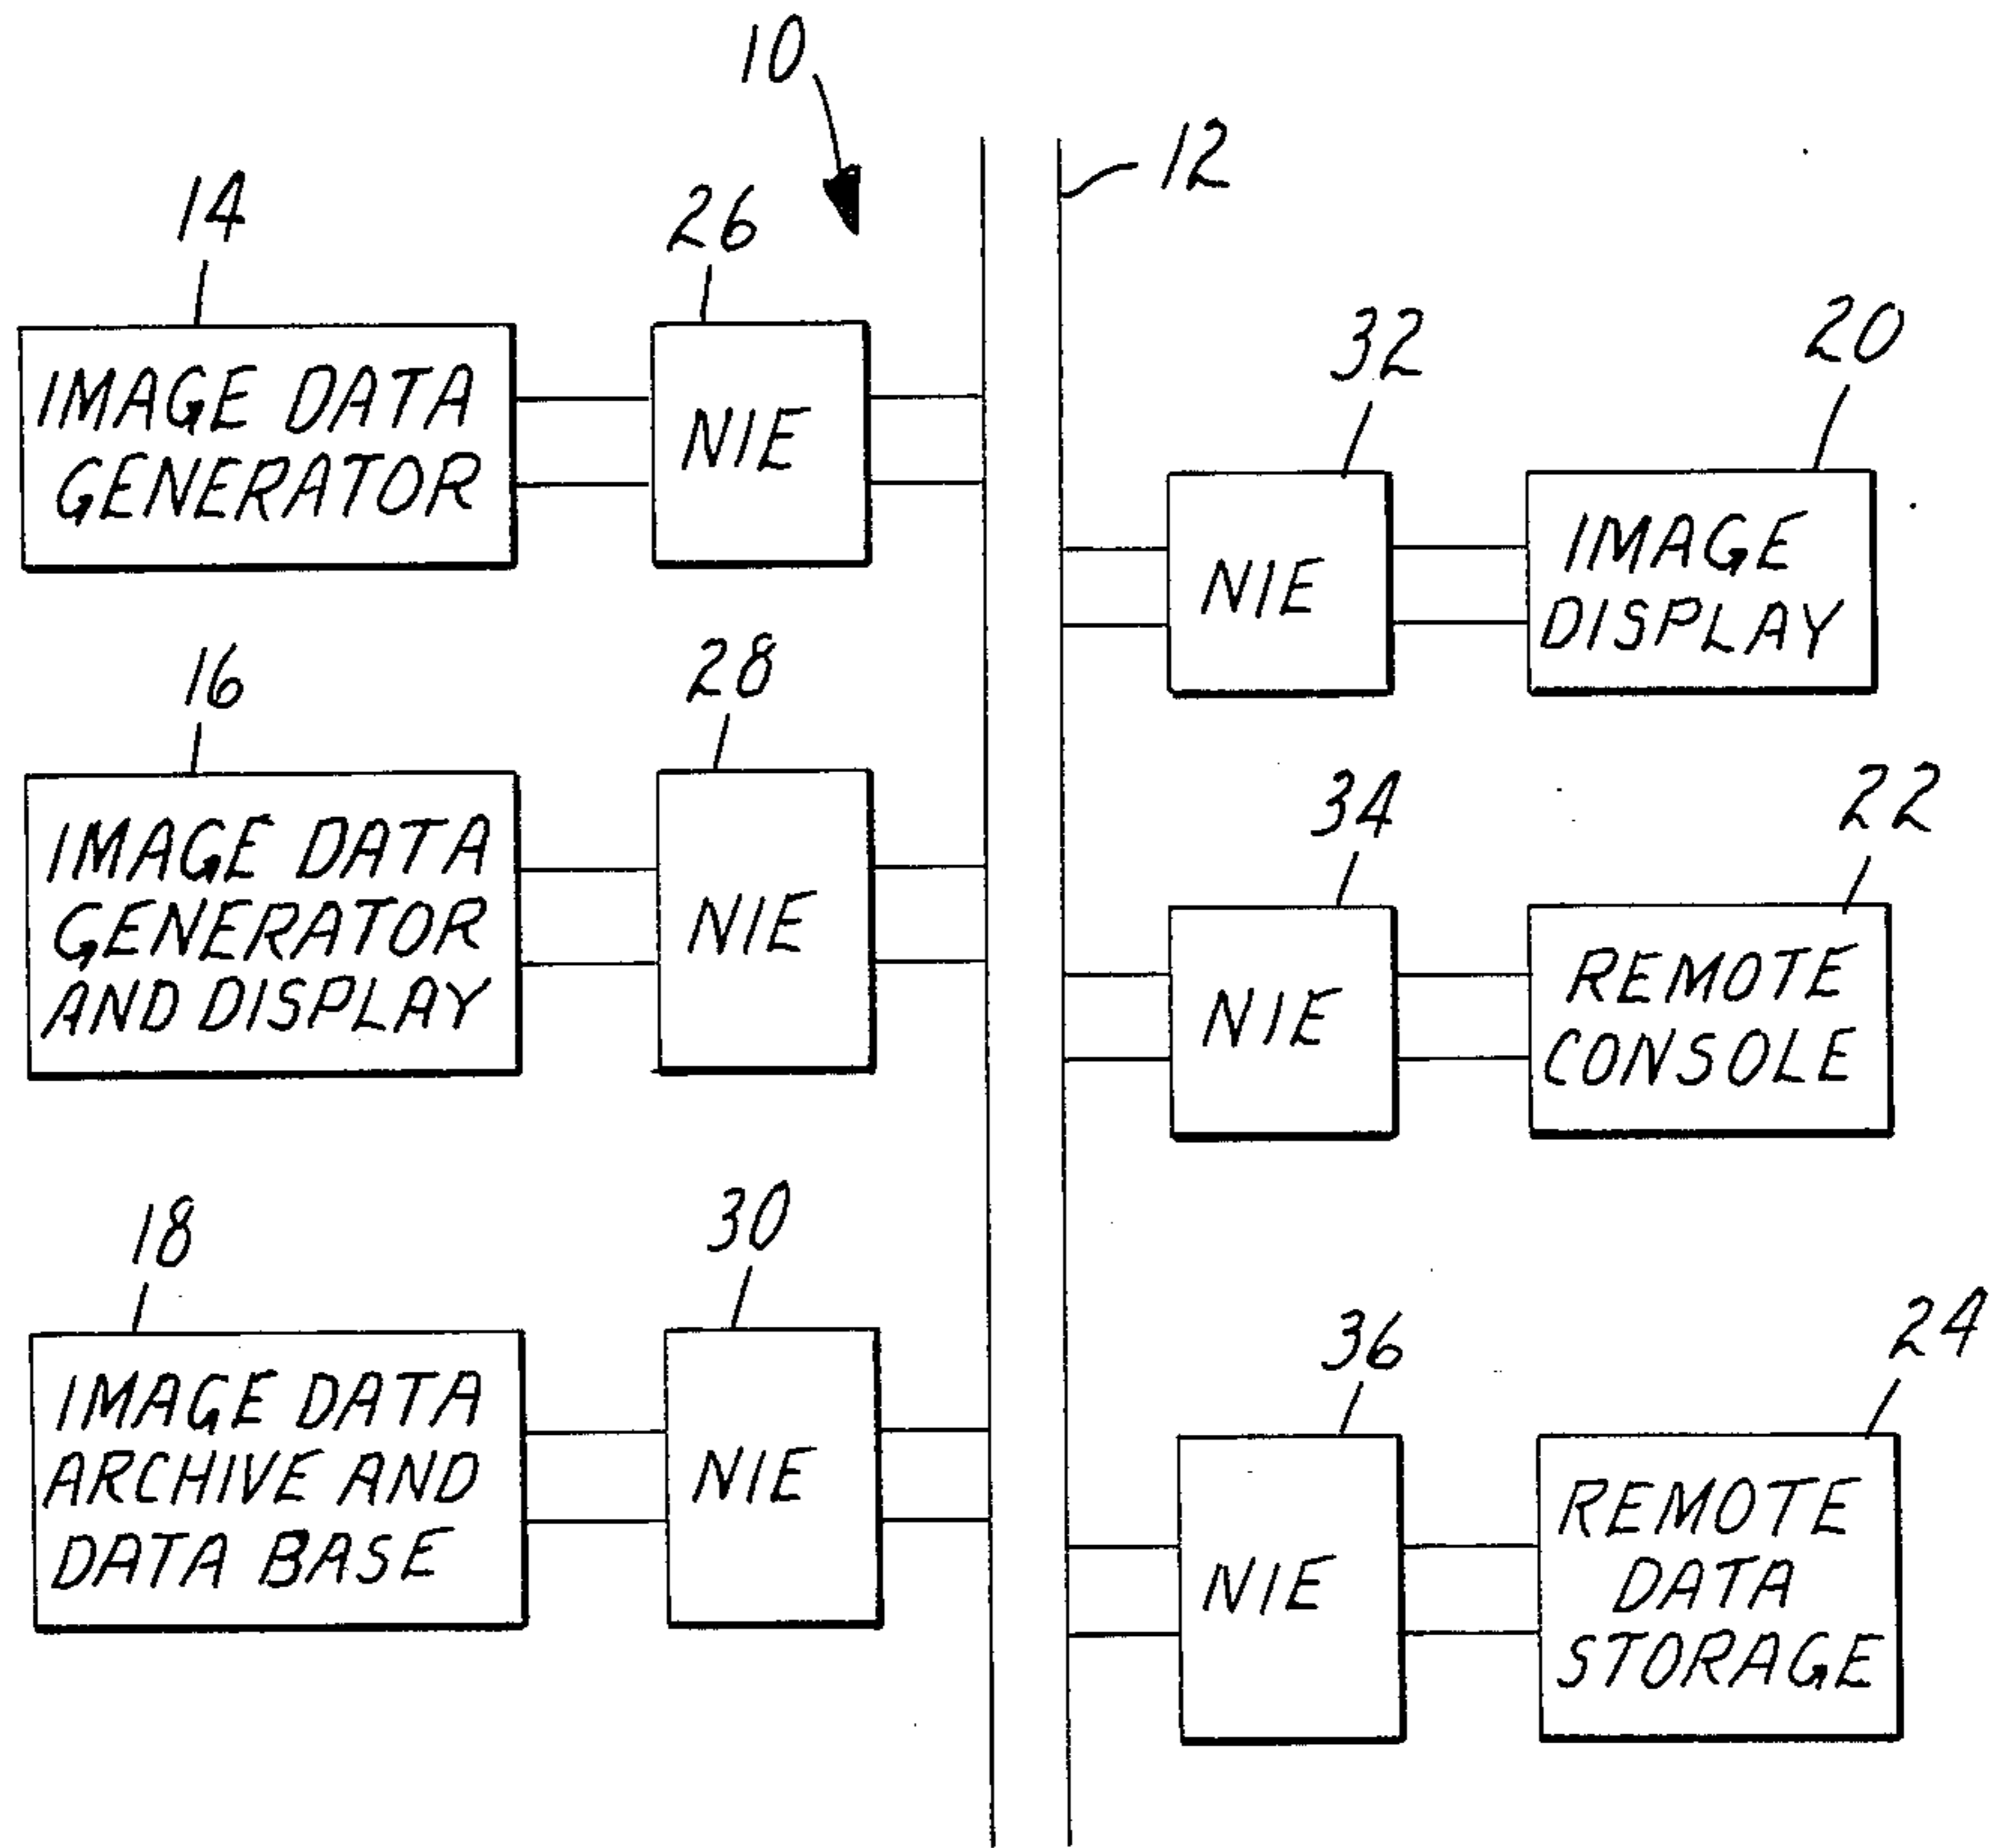 10
12
14
26
IMAGE DATA
GENERATOR
NIE
32
20
NIE
IMAGE
DISPLAY
16
28
IMAGE DATA
GENERATOR
AND DISPLAY
NIE
34
22
NIE
REMOTE
CONSOLE
18
30
IMAGE DATA
ARCHIVE AND
DATA BASE
NIE
36
24
NIE
REMOTE
DATA
STORAGE